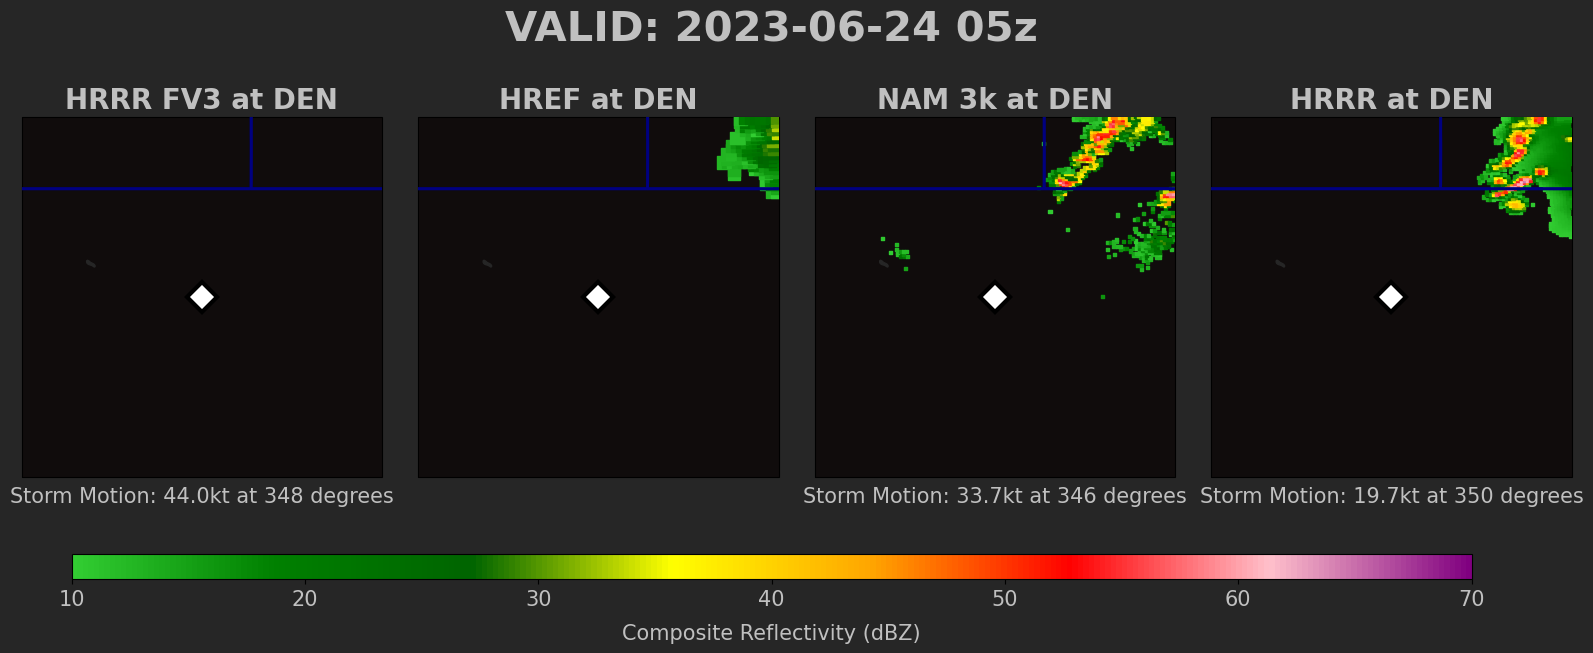 VALID: 2023-06-24 05z
HRRR FV3 at DEN
HREF at DEN
NAM 3k at DEN
HRRR at DEN
Storm Motion: 44.0kt at 348 degrees
Storm Motion: 33.7kt at 346 degrees
Storm Motion: 19.7kt at 350 degrees
10 20 30 40 50 60 70
Composite Reflectivity (dBZ)